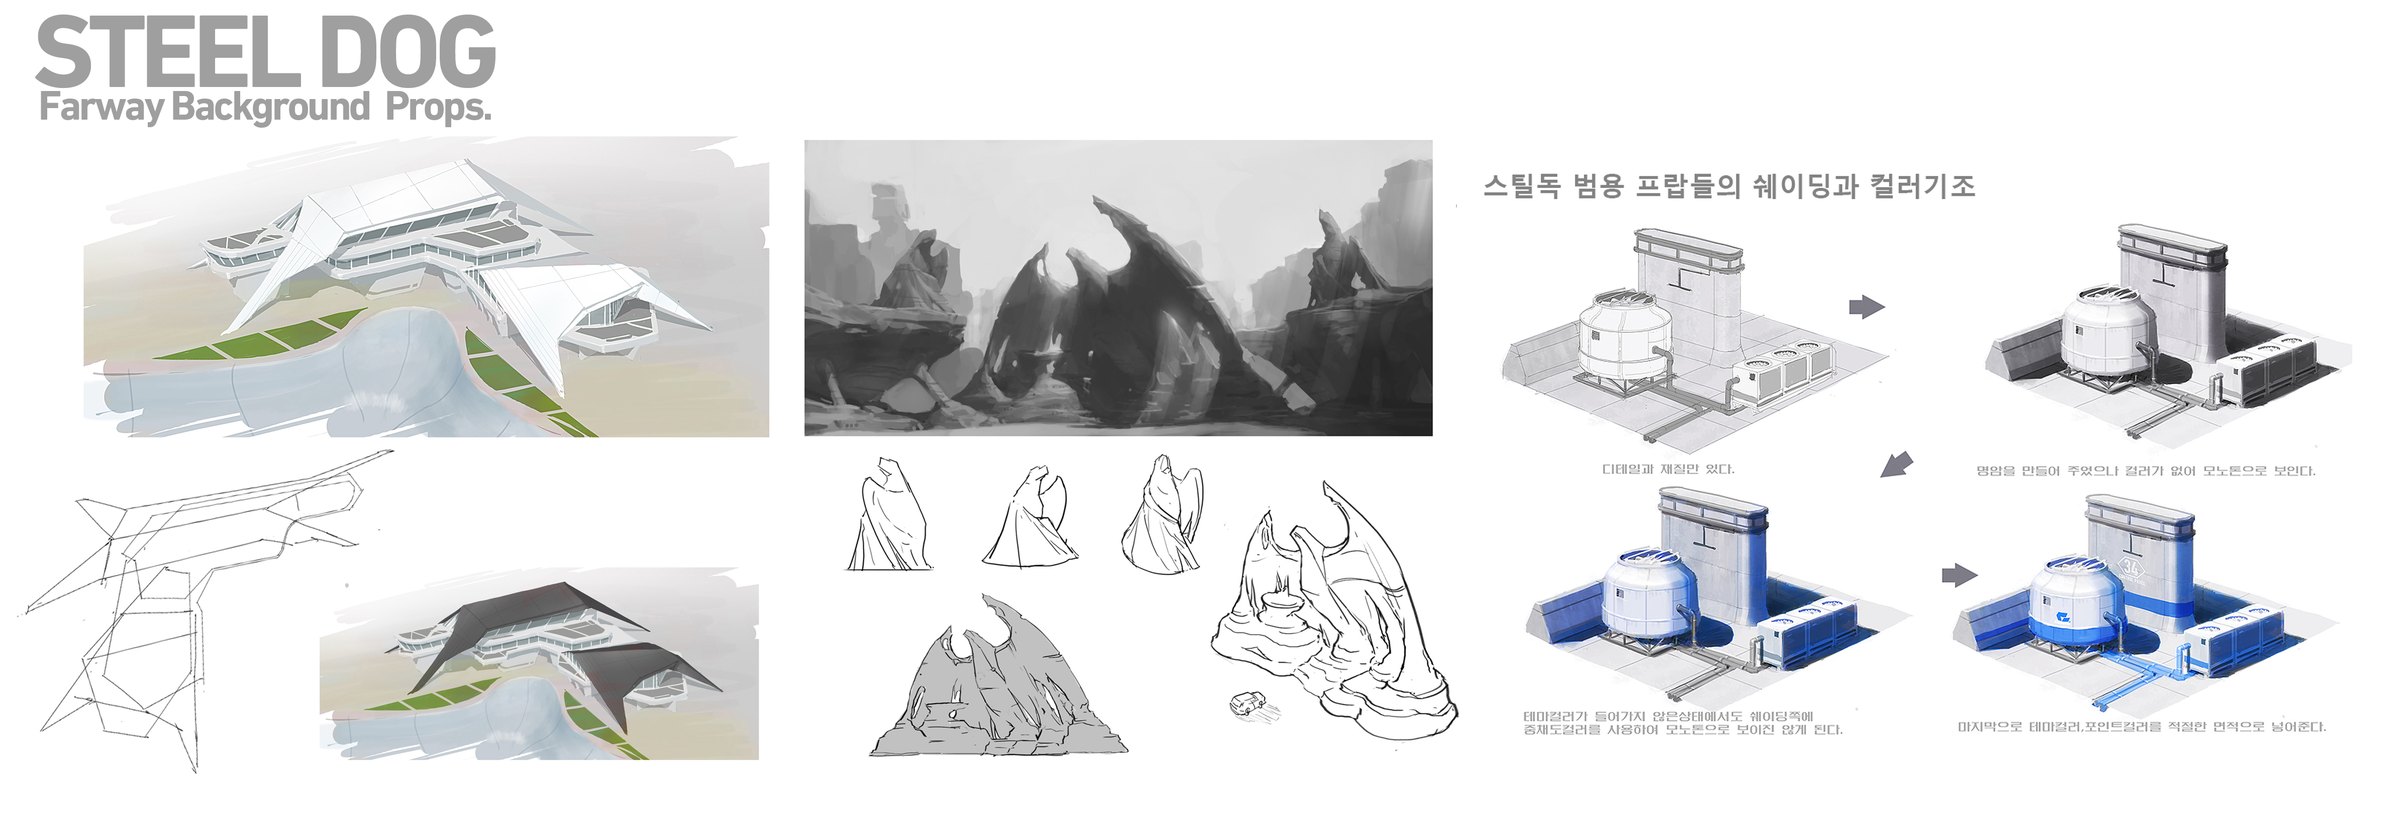 STEEL DOG
Farway Background Props.
스틸독 범용 프랍들의 쉐이딩과 컬러기조
디테일과 재질만 있다.
명암을 만들어 주었으나 컬러가 없어 모노톤으로 보인다.
34
테마컬러가 들어가지 않은상태에서도 쉐이딩쪽에
중채도컬러를 사용하여 모노톤으로 보이진 않게 된다.
마지막으로 테마컬러,포인트컬러를 적절한 면적으로 넣어준다.